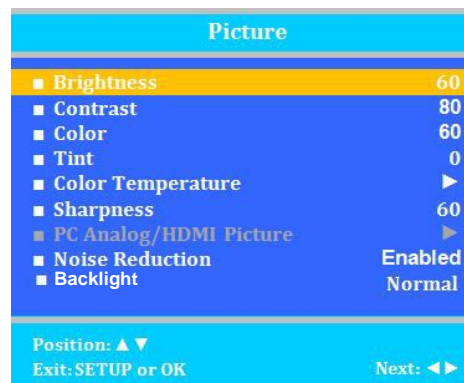 Picture
■ Brightness 60
■ Contrast 80
■ Color 60
■ Tint 0
■ Color Temperature ►
■ Sharpness 60
■ PC Analog/HDMI Picture ►
■ Noise Reduction Enabled
■ Backlight Normal
Position: ▲ ▼
Exit: SETUP or OK Next: ◄►